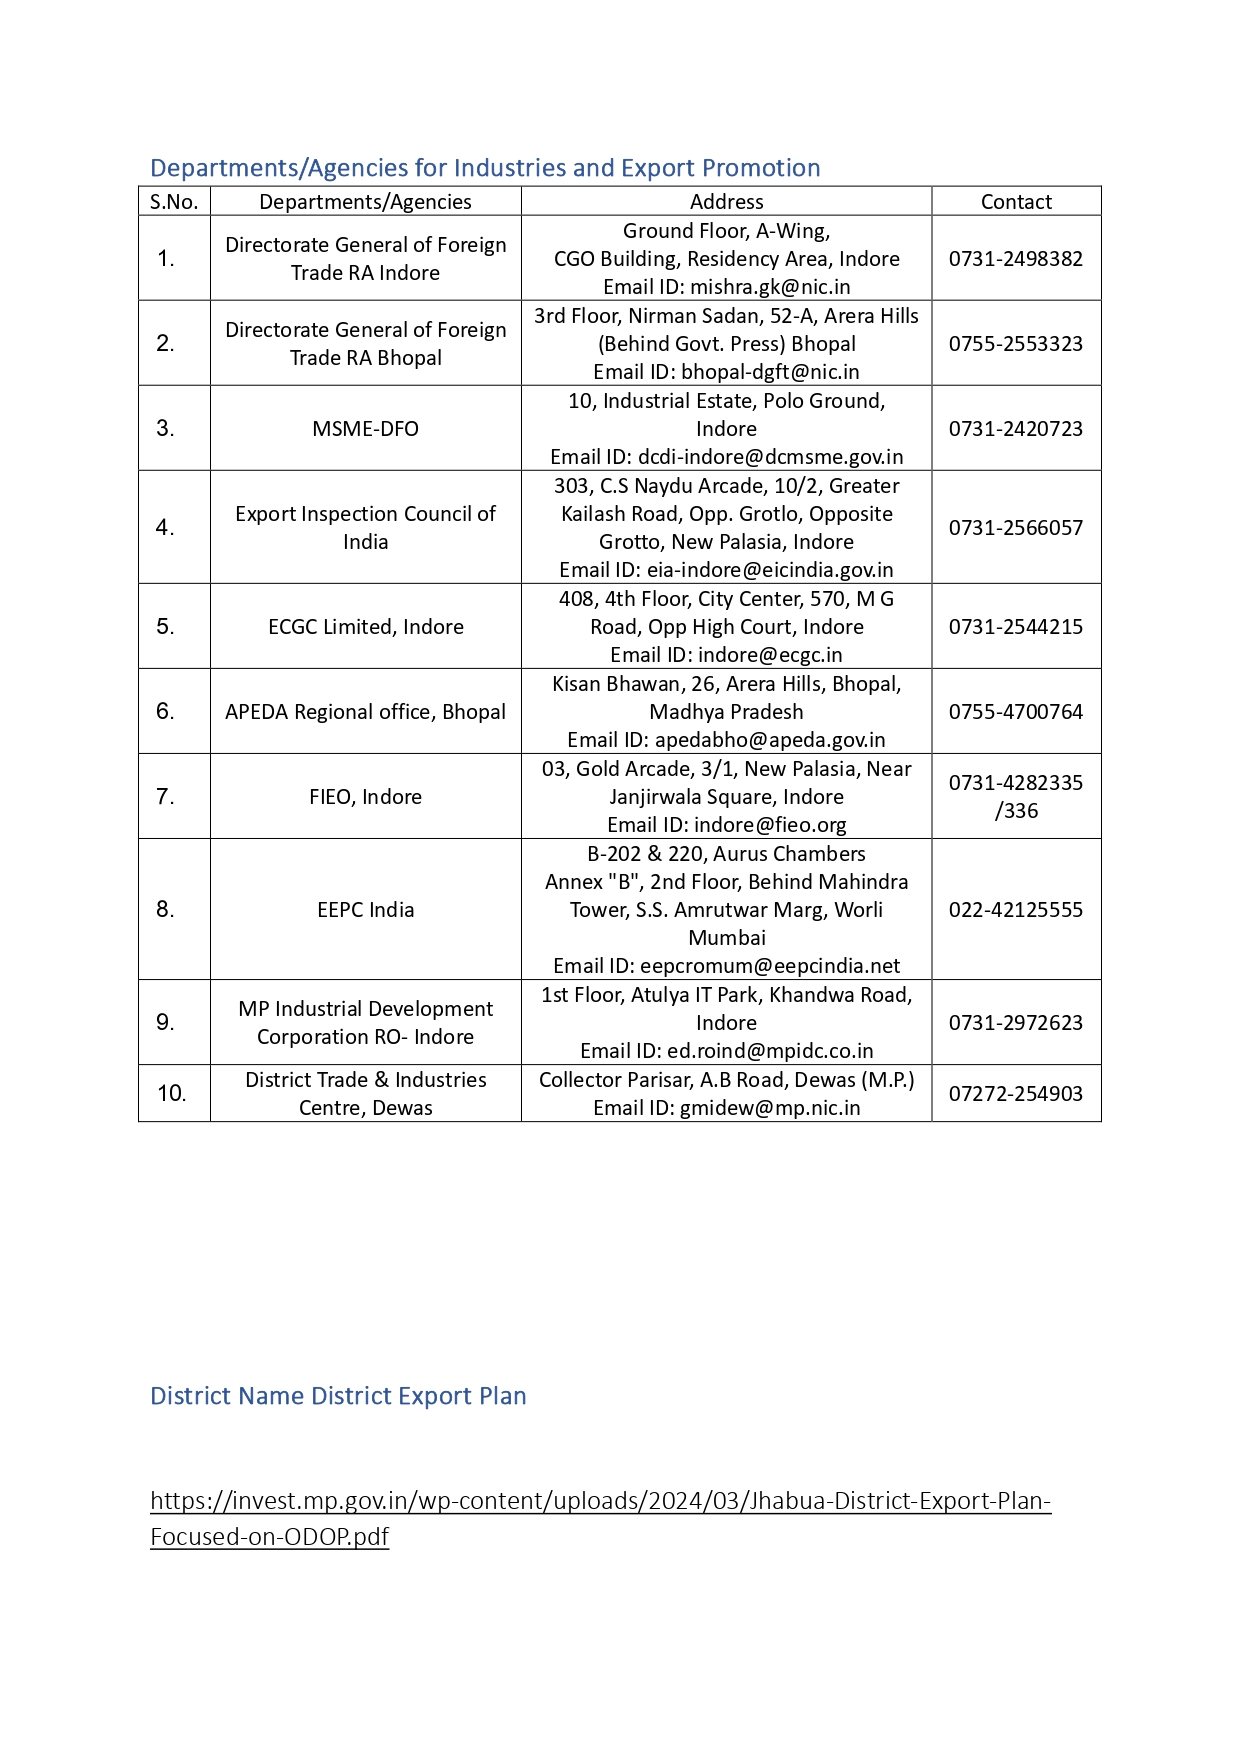 Departments/Agencies for Industries and Export Promotion
S.No. Departments/Agencies Address Contact
1. Directorate General of Foreign Trade RA Indore Ground Floor, A-Wing, CGO Building, Residency Area, Indore Email ID: mishra.gk@nic.in 0731-2498382
2. Directorate General of Foreign Trade RA Bhopal 3rd Floor, Nirman Sadan, 52-A, Arera Hills (Behind Govt. Press) Bhopal Email ID: bhopal-dgft@nic.in 0755-2553323
3. MSME-DFO 10, Industrial Estate, Polo Ground, Indore Email ID: dcdi-indore@dcmsme.gov.in 0731-2420723
4. Export Inspection Council of India 303, C.S Naydu Arcade, 10/2, Greater Kailash Road, Opp. Grotlo, Opposite Grotto, New Palasia, Indore Email ID: eia-indore@eicindia.gov.in 0731-2566057
5. ECGC Limited, Indore 408, 4th Floor, City Center, 570, M G Road, Opp High Court, Indore Email ID: indore@ecgc.in 0731-2544215
6. APEDA Regional office, Bhopal Kisan Bhawan, 26, Arera Hills, Bhopal, Madhya Pradesh Email ID: apedabho@apeda.gov.in 0755-4700764
7. FIEO, Indore 03, Gold Arcade, 3/1, New Palasia, Near Janjirwala Square, Indore Email ID: indore@fieo.org 0731-4282335 /336
8. EEPC India B-202 & 220, Aurus Chambers Annex "B", 2nd Floor, Behind Mahindra Tower, S.S. Amrutwar Marg, Worli Mumbai Email ID: eepcromum@eepcindia.net 022-42125555
9. MP Industrial Development Corporation RO- Indore 1st Floor, Atulya IT Park, Khandwa Road, Indore Email ID: ed.roind@mpidc.co.in 0731-2972623
10. District Trade & Industries Centre, Dewas Collector Parisar, A.B Road, Dewas (M.P.) Email ID: gmidew@mp.nic.in 07272-254903
District Name District Export Plan
https://invest.mp.gov.in/wp-content/uploads/2024/03/Jhabua-District-Export-Plan-
Focused-on-ODOP.pdf